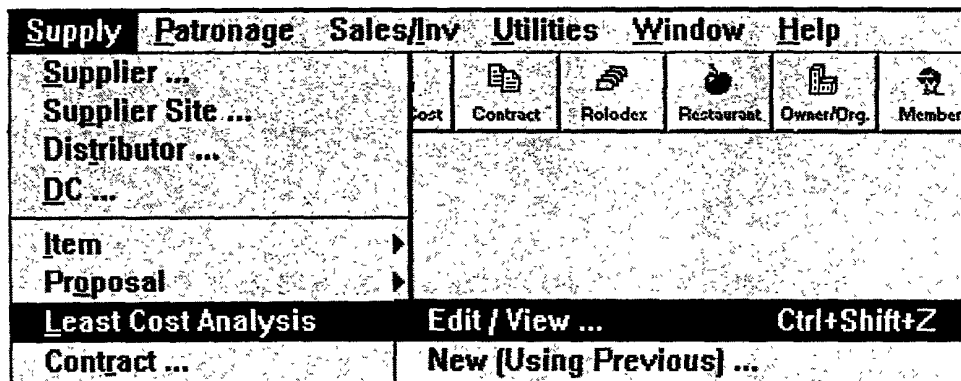 Supply Patronage Sales/Inv Utilities Window Help
Supplier ...
Supplier Site ...
Cost Contract Rolodex Restaurant Owner/Org. Member
Distributor ...
DC ...
Item
Proposal
Least Cost Analysis Edit / View ... Ctrl+Shift+Z
Contract ... New (Using Previous) ...